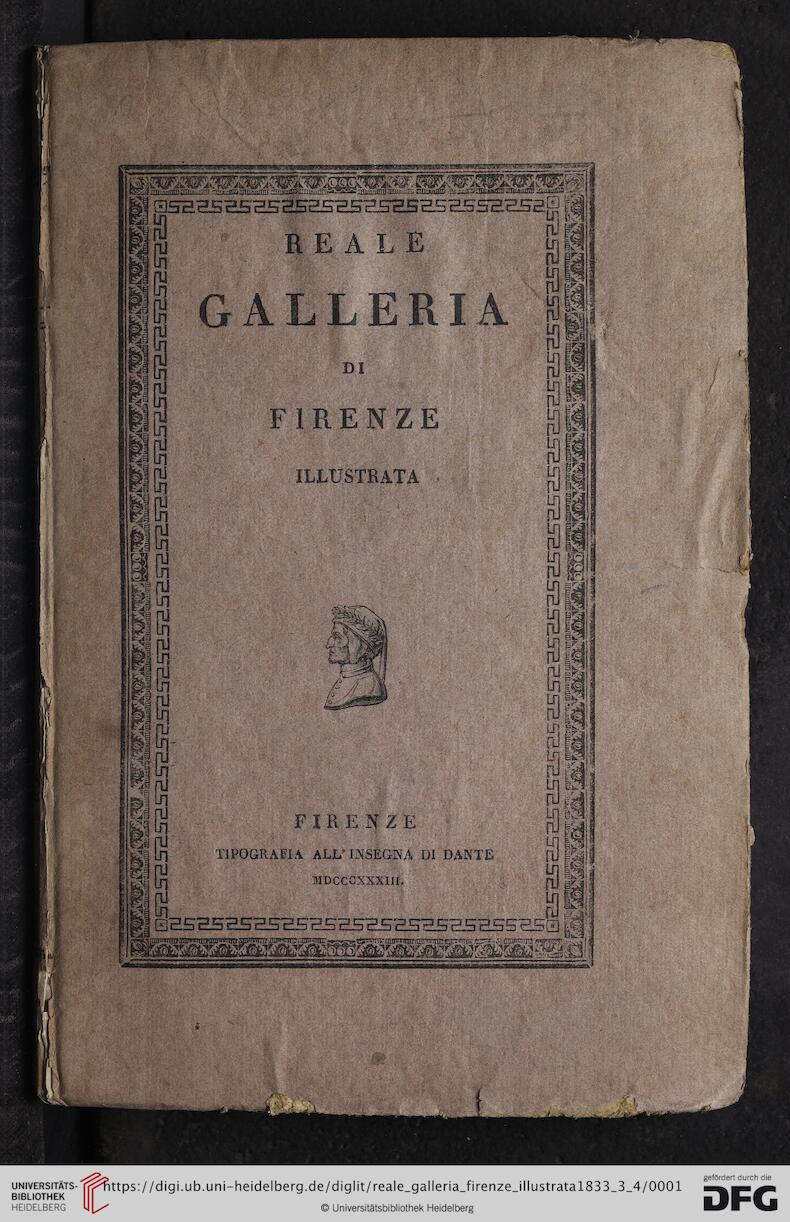 REALE
GALLERIA
DI
FIRENZE
ILLUSTRATA
FIRENZE
TIPOGRAFIA ALL' INSEGNA DI DANTE
MDCCCXXXIII.
UNIVERSITÄTS-
BIBLIOTHEK
HEIDELBERG
https://digi.ub.uni-heidelberg.de/diglit/reale_galleria_firenze_illustrata1833_3_4/0001
© Universitätsbibliothek Heidelberg
gefördert durch die
DFG